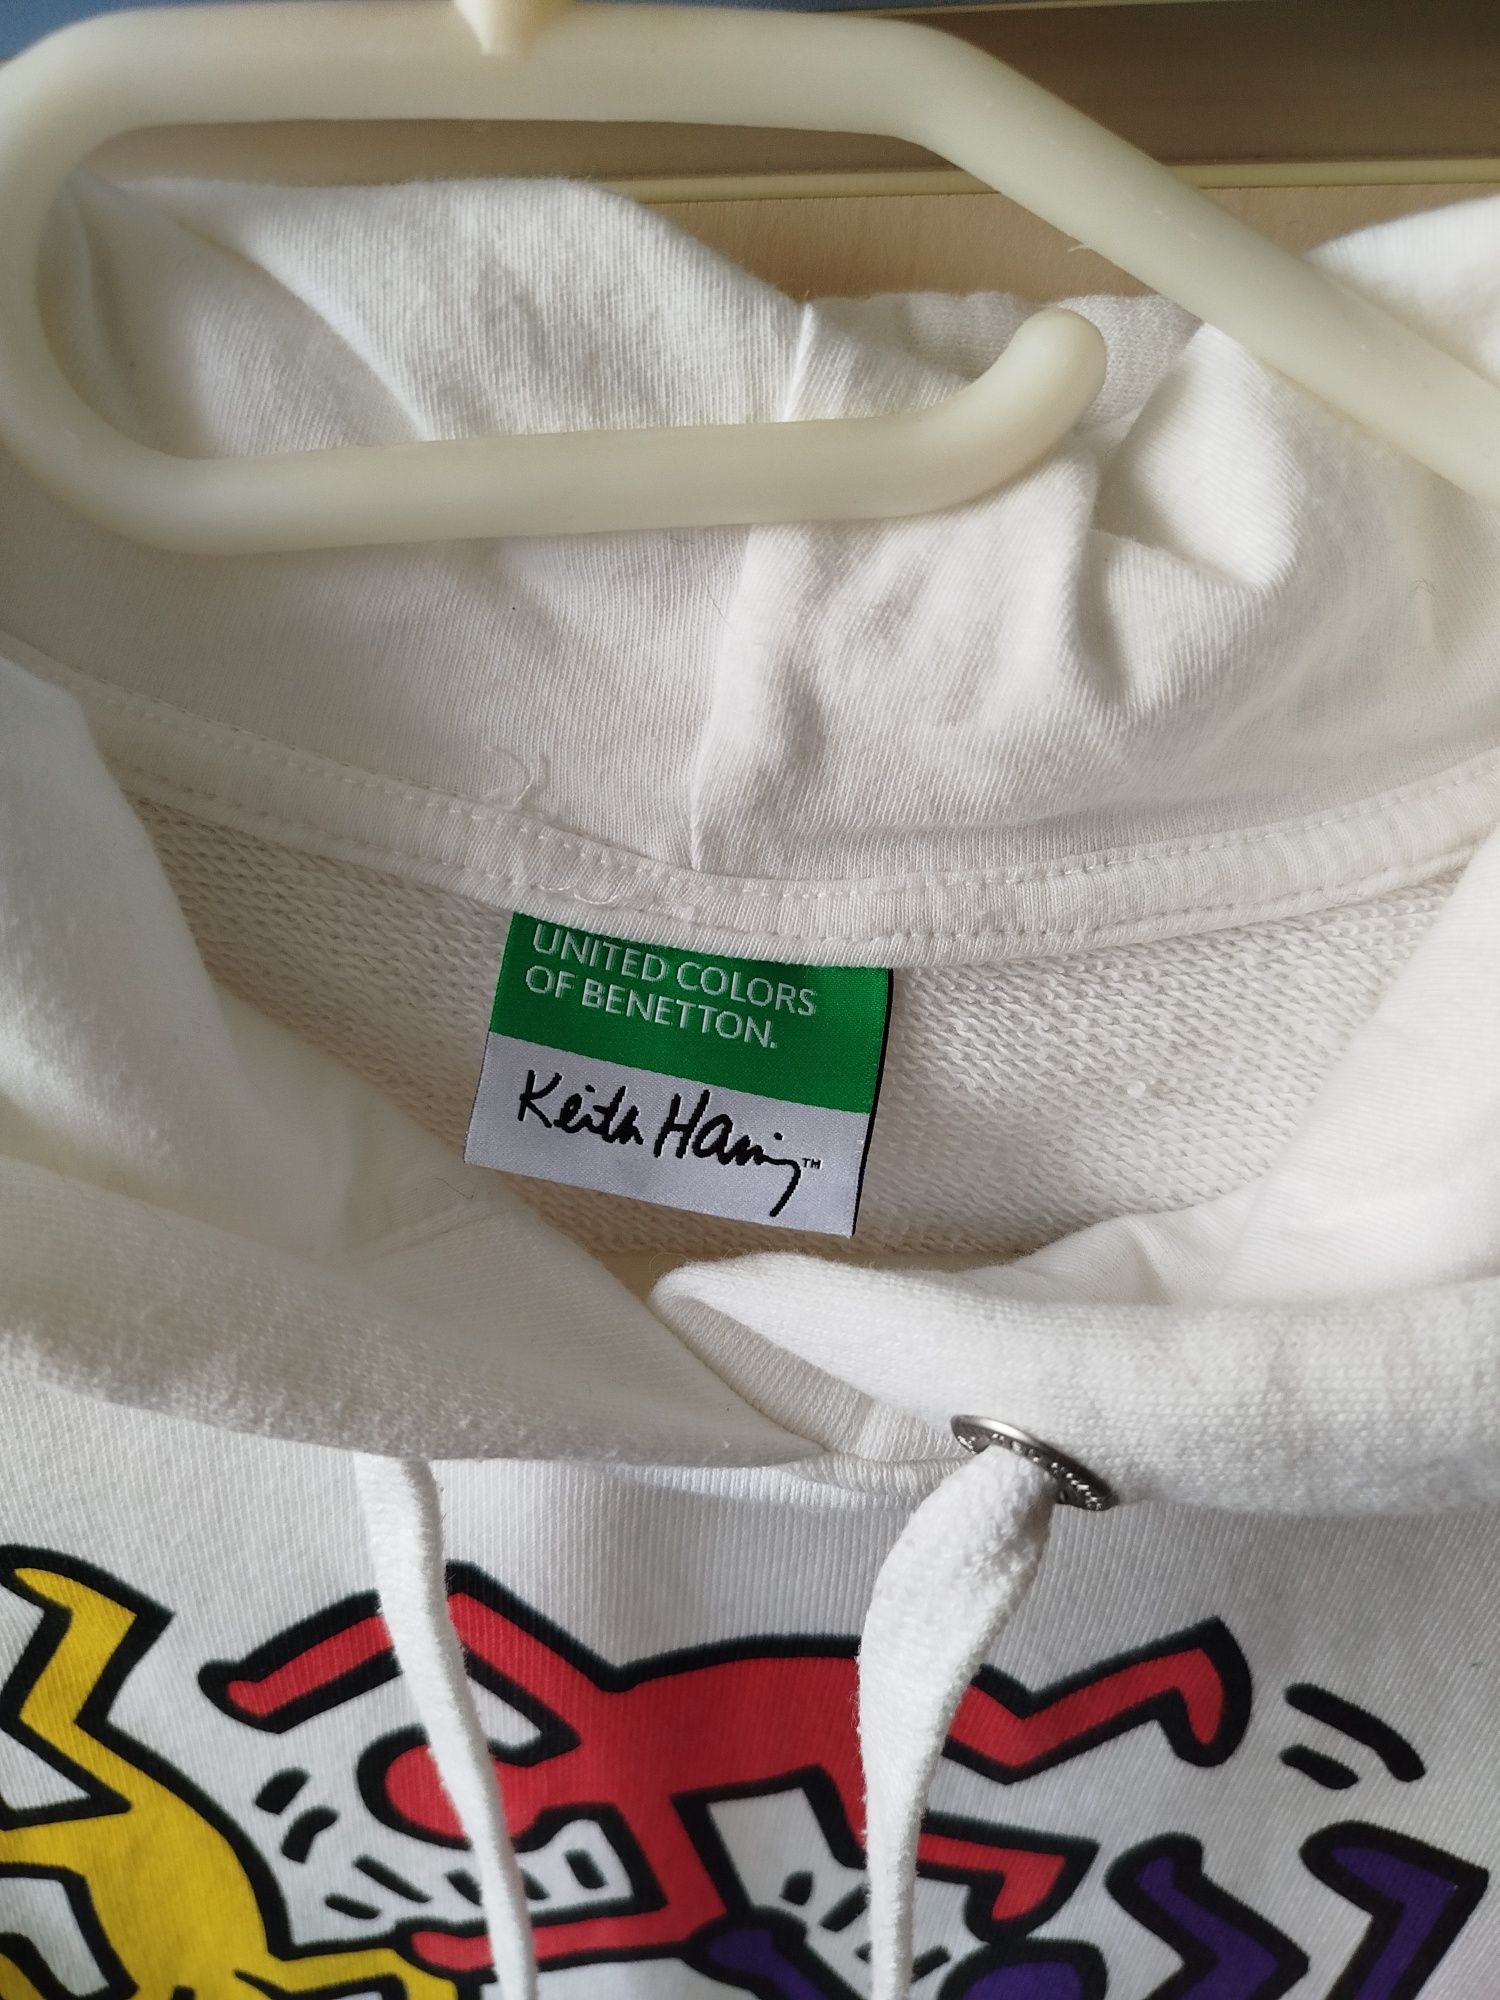 UNITED COLORS
OF BENETTON.
Keith Haring™